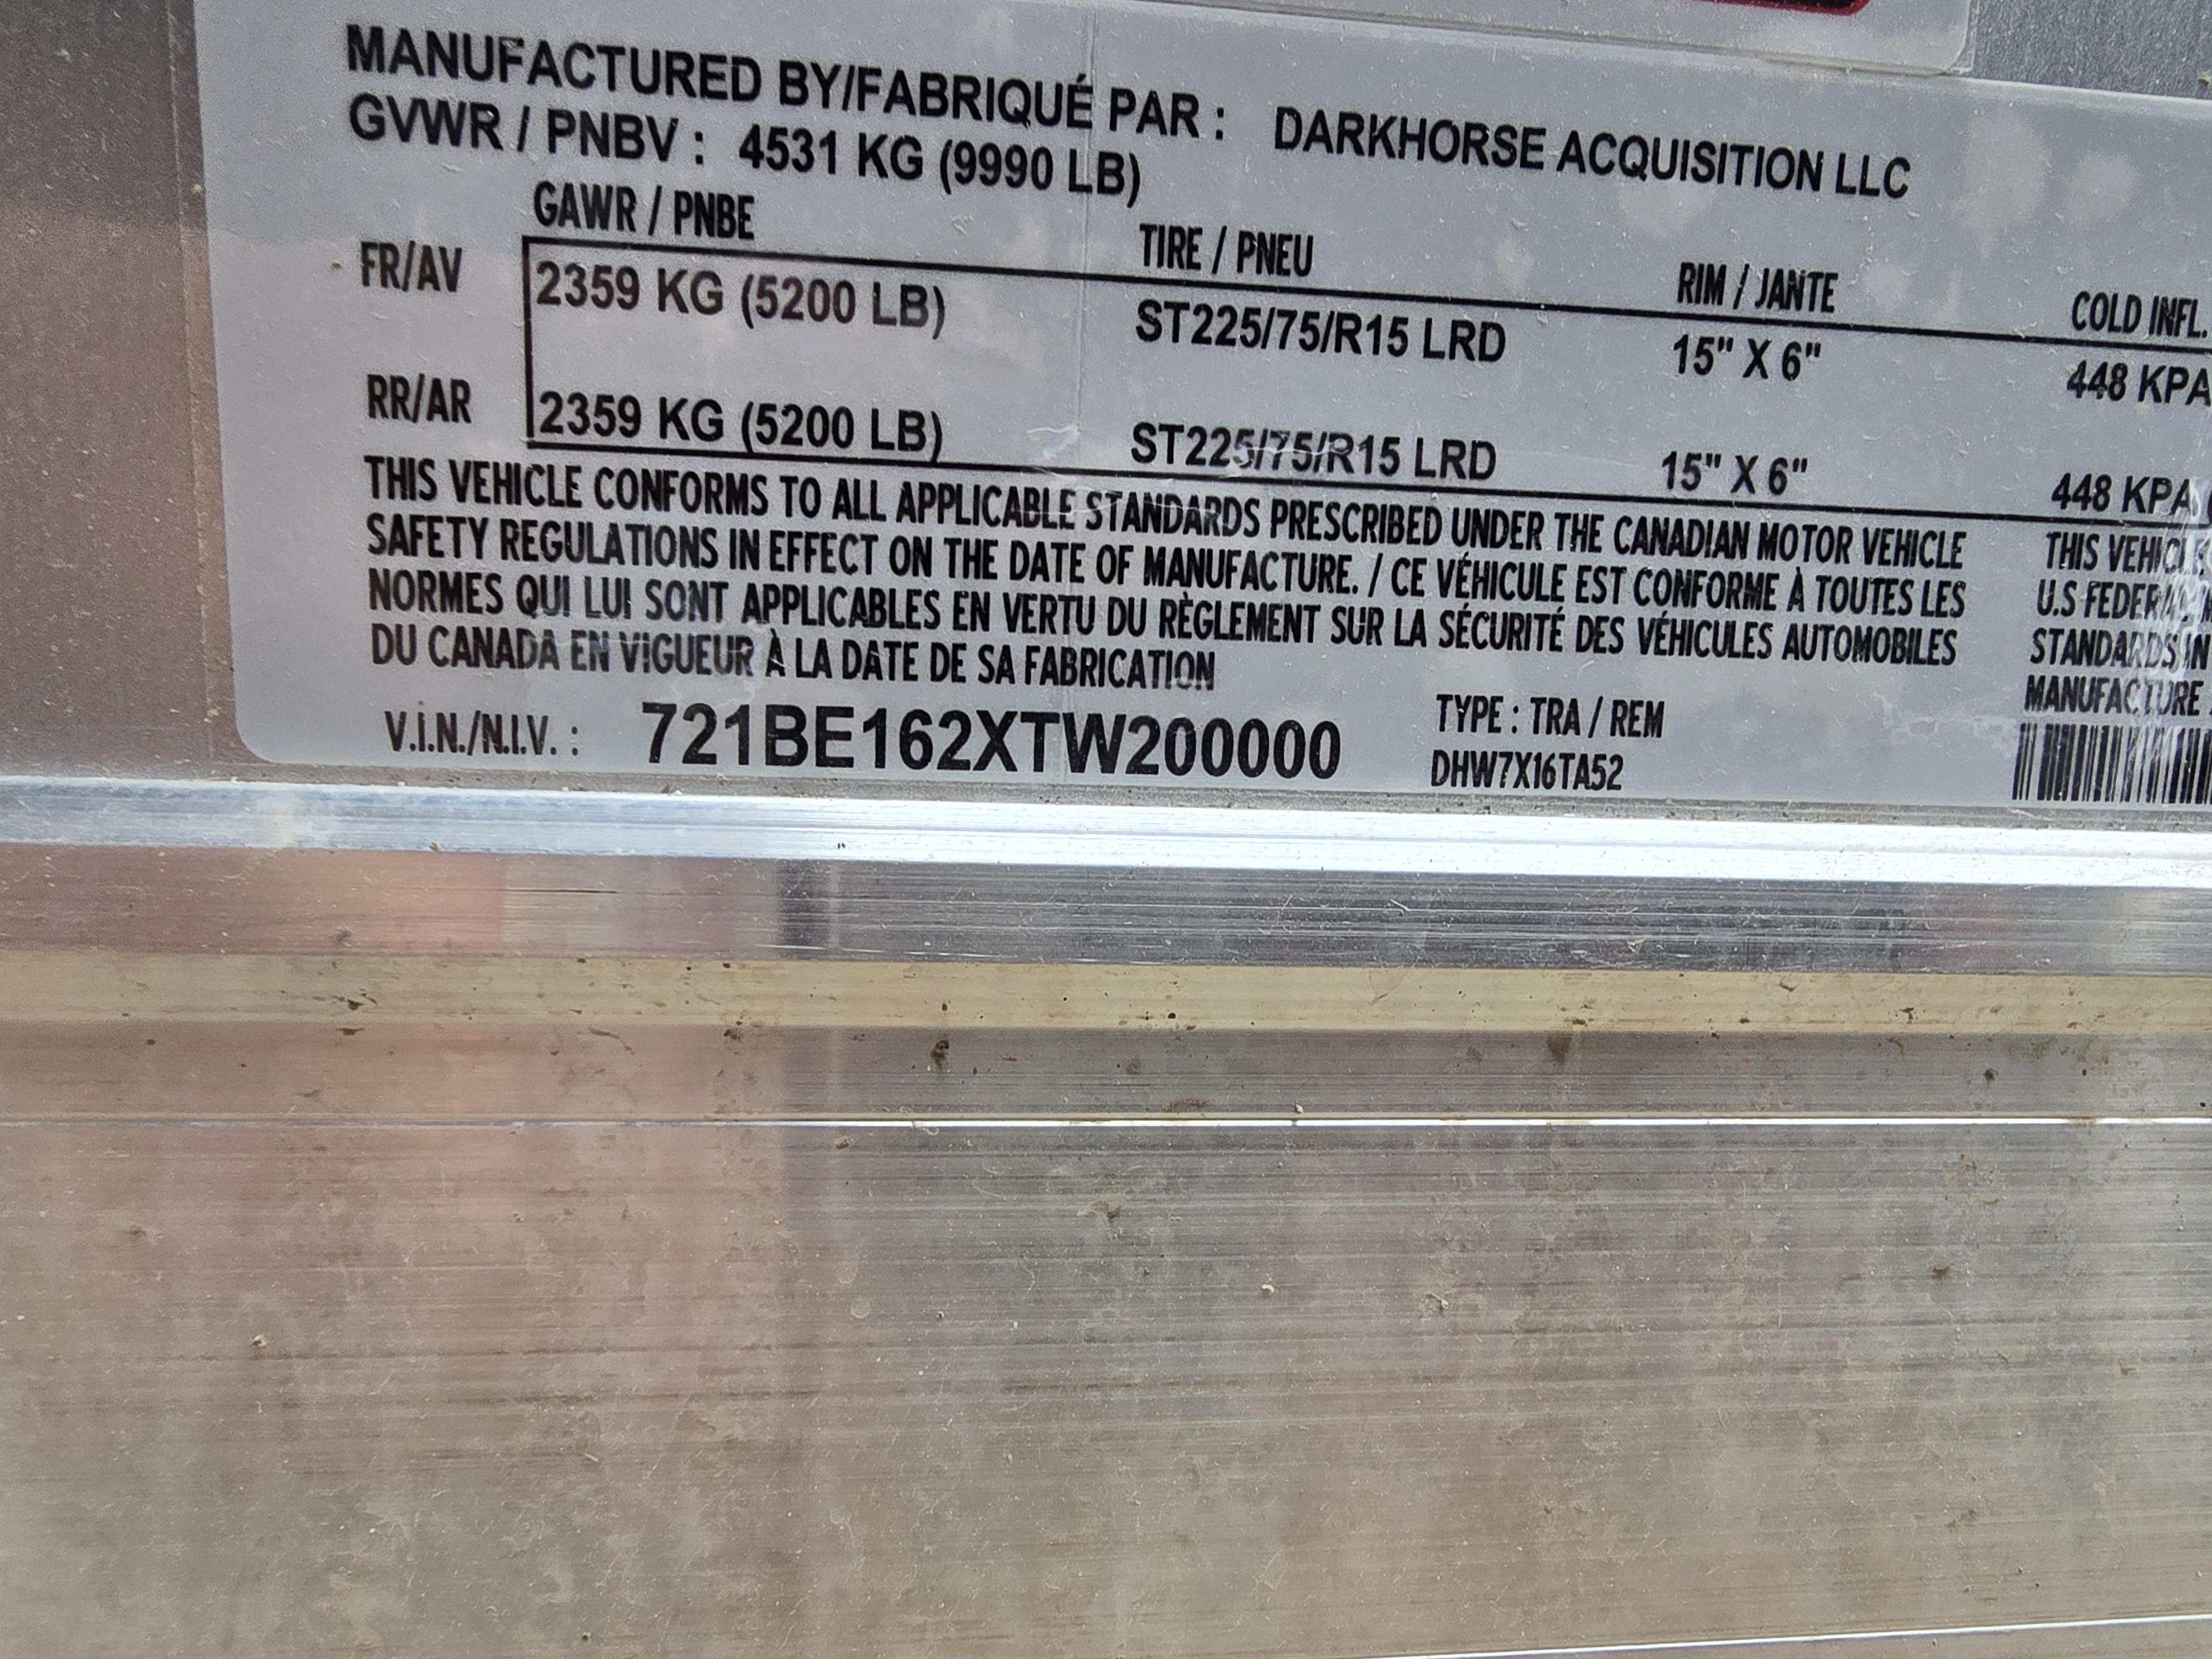 MANUFACTURED BY/FABRIQUÉ PAR : DARKHORSE ACQUISITION LLC
GVWR / PNBV : 4531 KG (9990 LB)
GAWR / PNBE TIRE / PNEU RIM / JANTE COLD INFL.
FR/AV 2359 KG (5200 LB) ST225/75/R15 LRD 15" X 6" 448 KPA
RR/AR 2359 KG (5200 LB) ST225/75/R15 LRD 15" X 6" 448 KPA
THIS VEHICLE CONFORMS TO ALL APPLICABLE STANDARDS PRESCRIBED UNDER THE CANADIAN MOTOR VEHICLE
SAFETY REGULATIONS IN EFFECT ON THE DATE OF MANUFACTURE. / CE VÉHICULE EST CONFORME À TOUTES LES
NORMES QUI LUI SONT APPLICABLES EN VERTU DU RÈGLEMENT SUR LA SÉCURITÉ DES VÉHICULES AUTOMOBILES
DU CANADA EN VIGUEUR À LA DATE DE SA FABRICATION
THIS VEHICLE
U.S FEDERAL
STANDARDS IN
MANUFACTURE
V.I.N./N.I.V. : 721BE162XTW200000
TYPE : TRA / REM
DHW7X16TA52